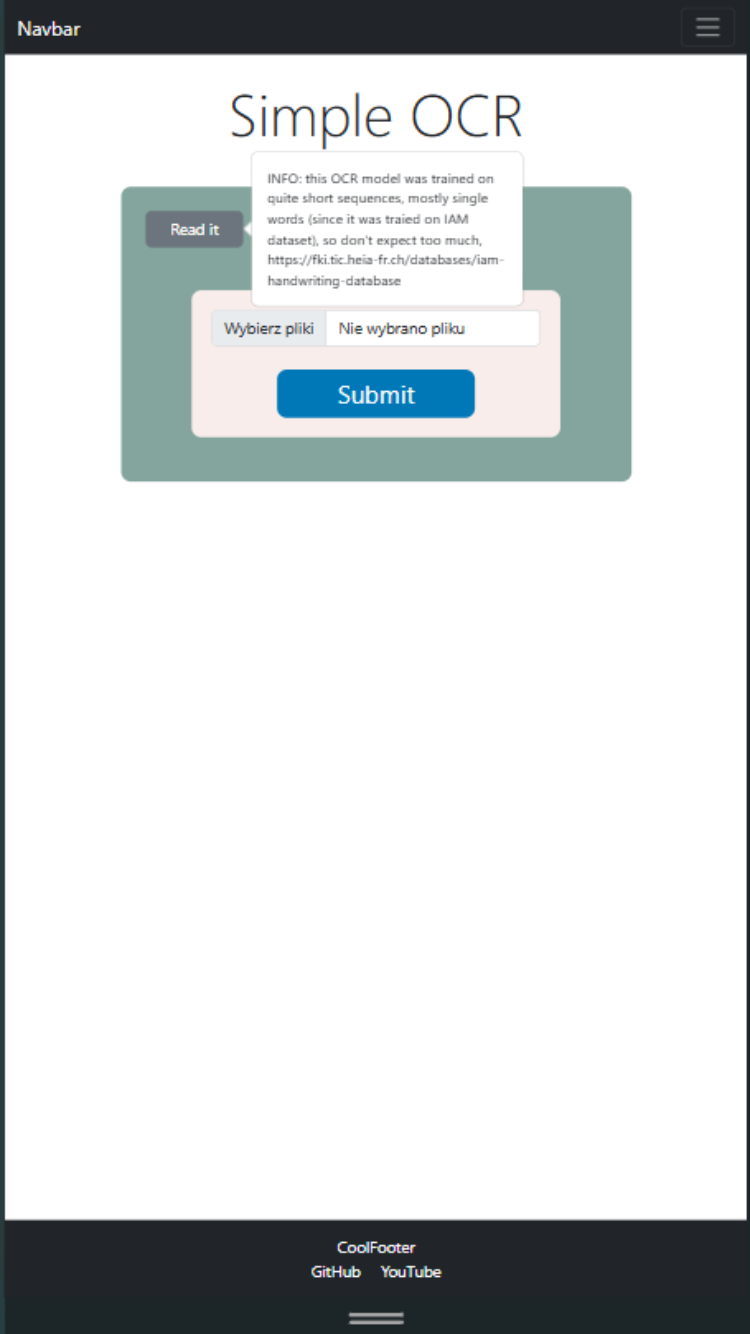 Navbar
Simple OCR
Read it
INFO: this OCR model was trained on
quite short sequences, mostly single
words (since it was traied on IAM
dataset), so don't expect too much,
https://fki.tic.heia-fr.ch/databases/iam-
handwriting-database
Wybierz pliki Nie wybrano pliku
Submit
CoolFooter
GitHub YouTube